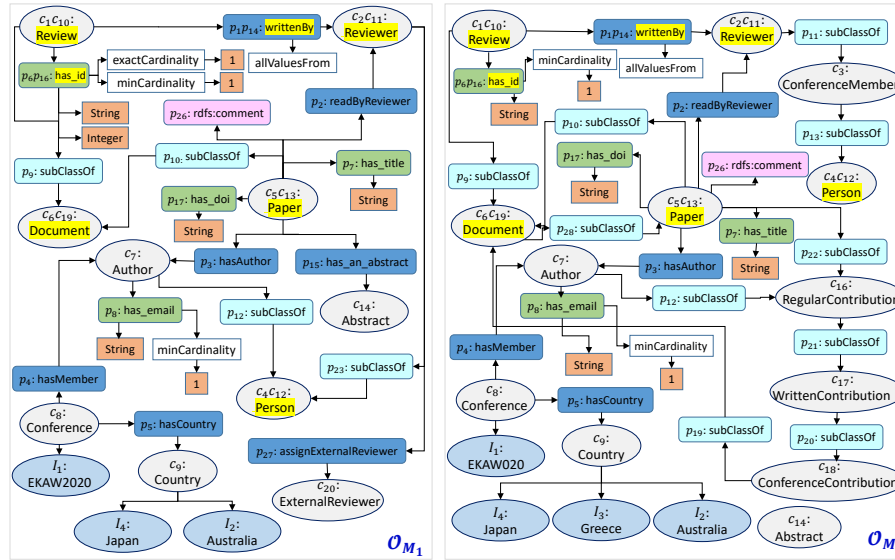 c1c10:
Review
p1p14: writtenBy
c2c11:
Reviewer
exactCardinality
1
allValuesFrom
p6p16: has_id
minCardinality
1
String
Integer
p26: rdfs:comment
p2: readByReviewer
p9: subClassOf
p10: subClassOf
p7: has_title
String
p17: has_doi
String
c5c13:
Paper
c6c19:
Document
c7:
Author
p3: hasAuthor
p15: has_an_abstract
c14:
Abstract
p8: has_email
p12: subClassOf
String
minCardinality
1
p4: hasMember
c4c12:
Person
p23: subClassOf
c8:
Conference
p5: hasCountry
I1:
EKAW2020
c9:
Country
p27: assignExternalReviewer
c20:
ExternalReviewer
I4:
Japan
I2:
Australia
OM1
c1c10:
Review
p1p14: writtenBy
c2c11:
Reviewer
p11: subClassOf
minCardinality
allValuesFrom
p6p16: has_id
1
String
c3:
ConferenceMember
p2: readByReviewer
p10: subClassOf
p13: subClassOf
p17: has_doi
p26: rdfs:comment
c4c12:
Person
p9: subClassOf
String
c5c13:
Paper
c6c19:
Document
p28: subClassOf
p7: has_title
String
p22: subClassOf
c7:
Author
p3: hasAuthor
c16:
RegularContribution
p12: subClassOf
p8: has_email
String
minCardinality
1
p21: subClassOf
p4: hasMember
c17:
WrittenContribution
c8:
Conference
p5: hasCountry
p19: subClassOf
p20: subClassOf
I1:
EKAW020
c9:
Country
c18:
ConferenceContribution
I4:
Japan
I3:
Greece
I2:
Australia
c14:
Abstract
OM